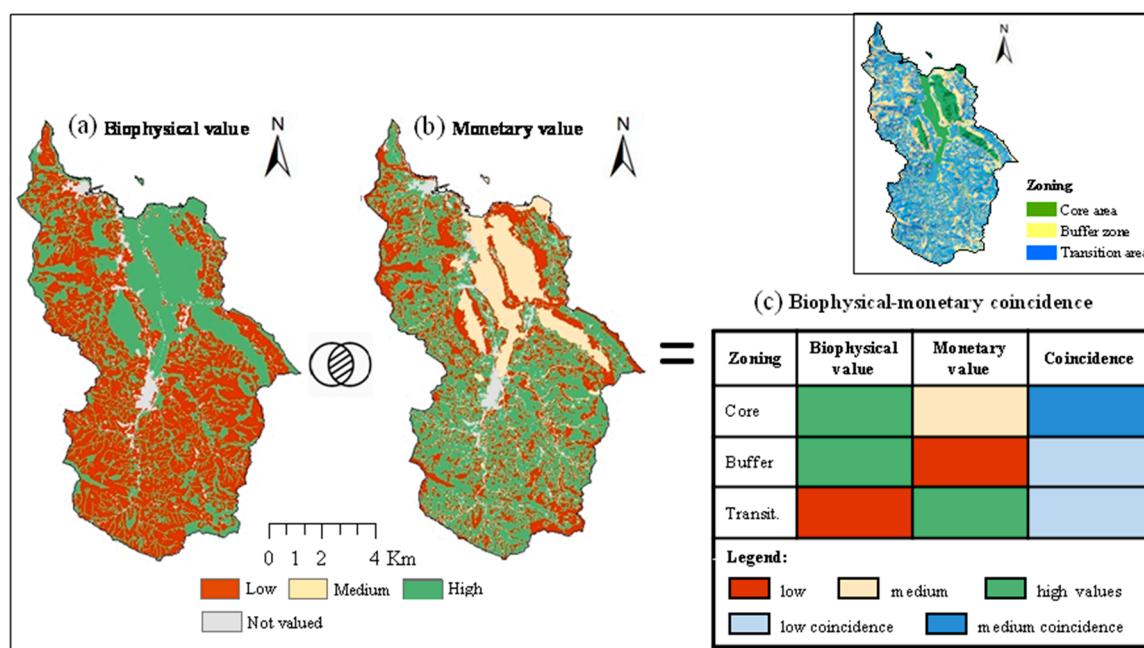 N
Zoning
Core area
Buffer zone
Transition area
(a) Biophysical value
N
(b) Monetary value
N
0 1 2 4 Km
Low
Medium
High
Not valued
=
(c) Biophysical-monetary coincidence
Zoning
Biophysical
value
Monetary
value
Coincidence
Core
Buffer
Transit.
Legend:
low
medium
high values
low coincidence
medium coincidence